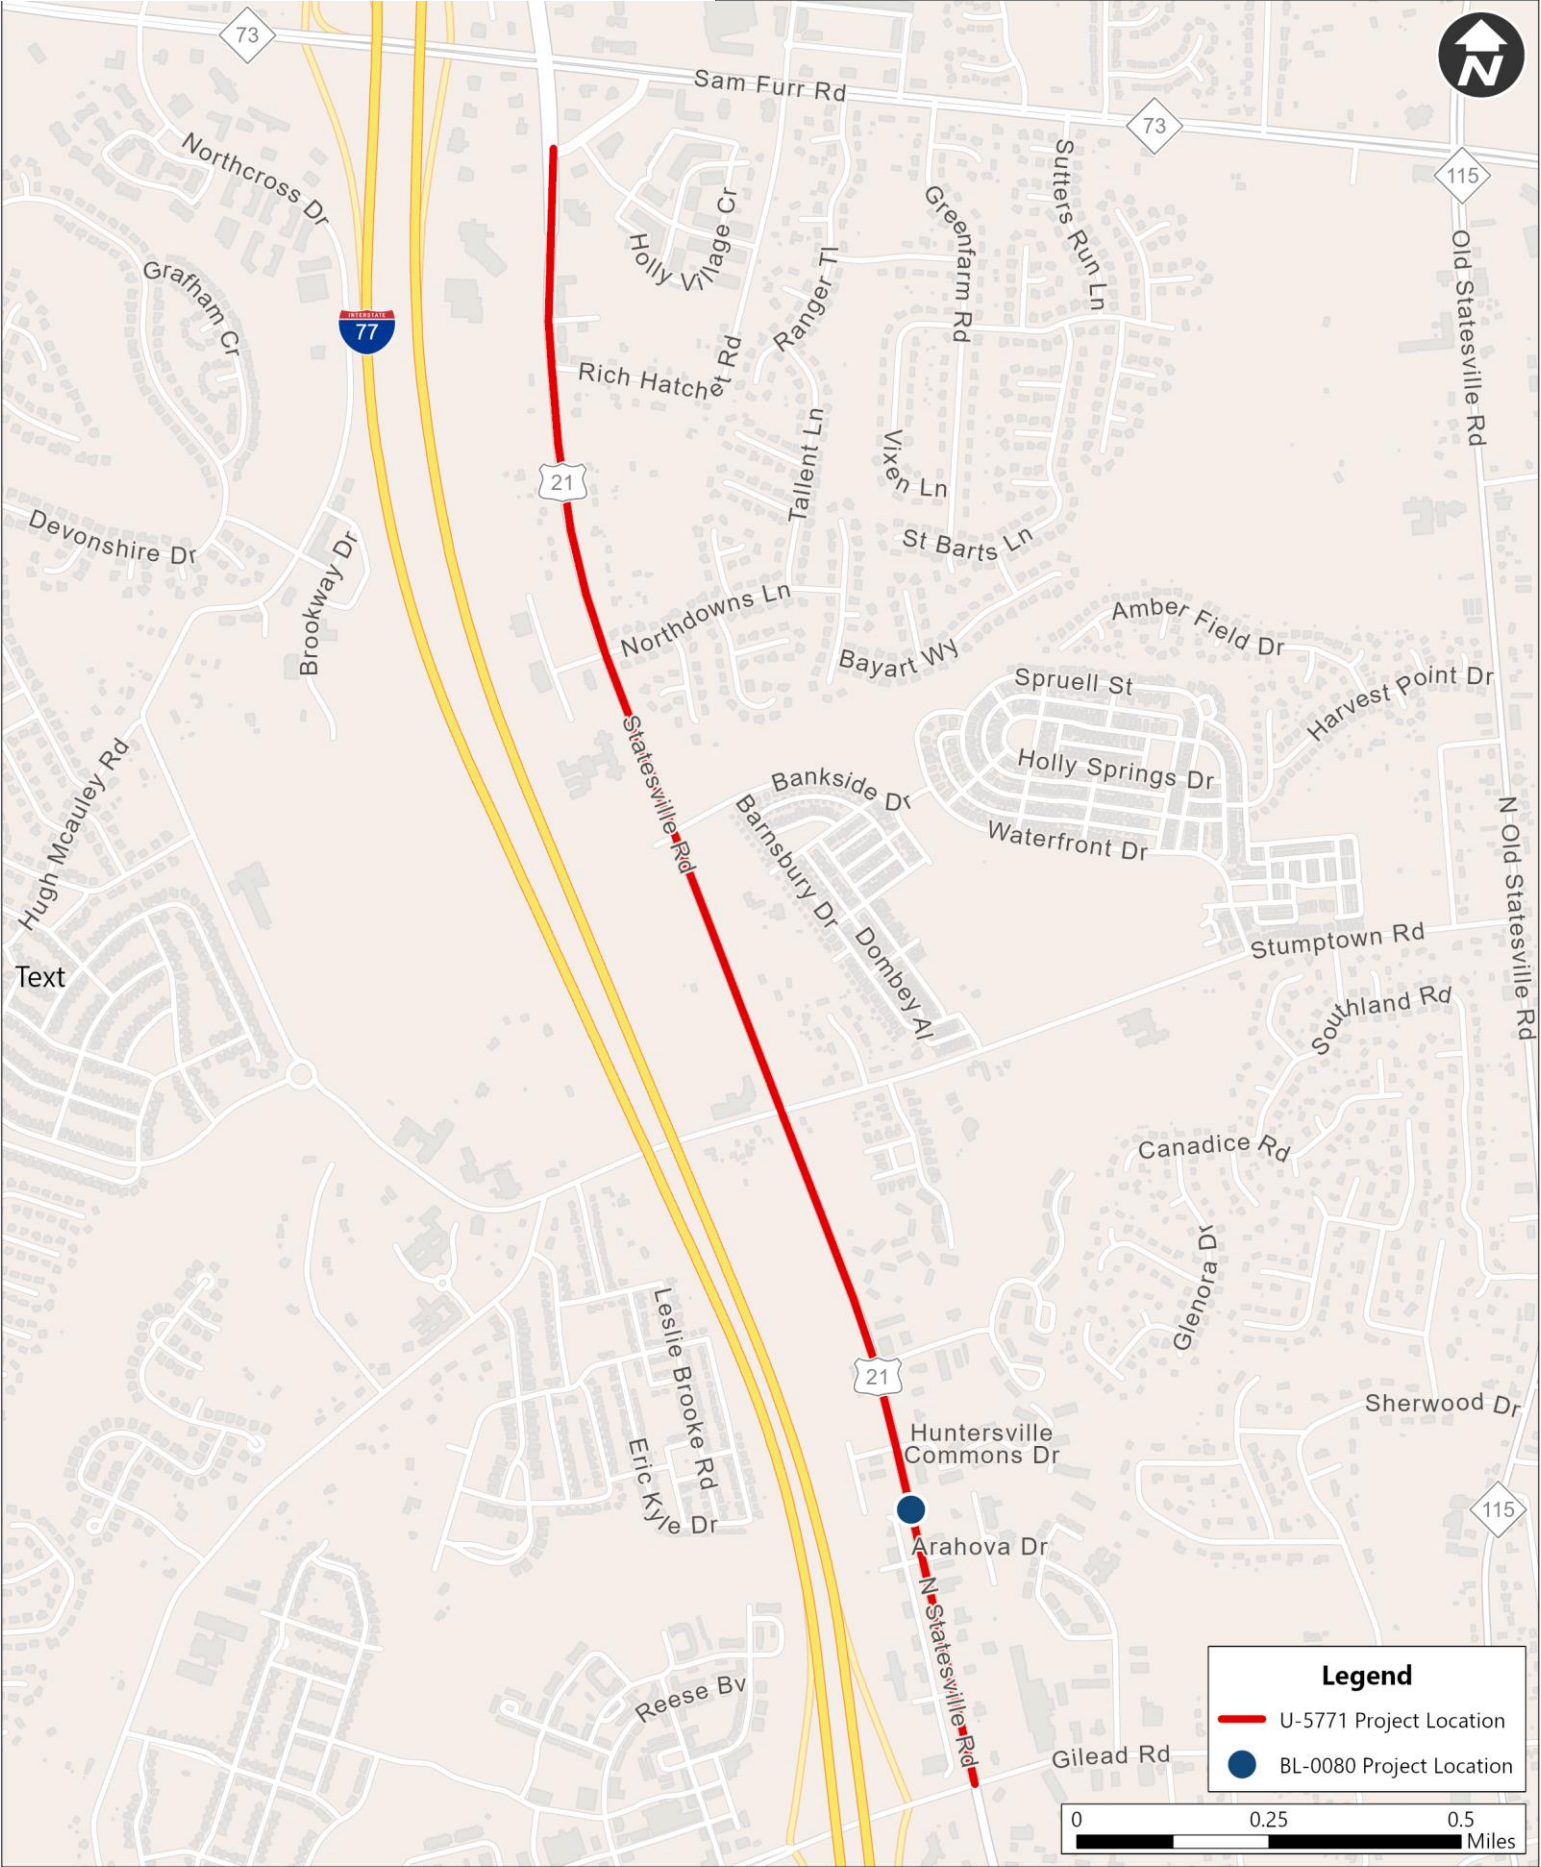 73
Sam Furr Rd
N
73
115
Northcross Dr
Grafham Cr
INTERSTATE
77
Holly Village Cr
Ranger Tl
Greenfarm Rd
Sutters Run Ln
Old Statesville Rd
Rich Hatchet Rd
21
Tallent Ln
Vixen Ln
St Barts Ln
Devonshire Dr
Brookway Dr
Northdowns Ln
Bayart Wy
Amber Field Dr
Spruell St
Harvest Point Dr
Hugh Mcauley Rd
Statesville Rd
Bankside Dr
Holly Springs Dr
Barnsbury Dr
Waterfront Dr
N Old Statesville Rd
Dombey Al
Stumptown Rd
Text
Southland Rd
Canadice Rd
Glenora Dr
Leslie Brooke Rd
21
Sherwood Dr
Huntersville
Commons Dr
Eric Kyle Dr
115
Arahova Dr
N Statesville Rd
Reese Bv
Gilead Rd
Legend
U-5771 Project Location
BL-0080 Project Location
0 0.25 0.5
Miles